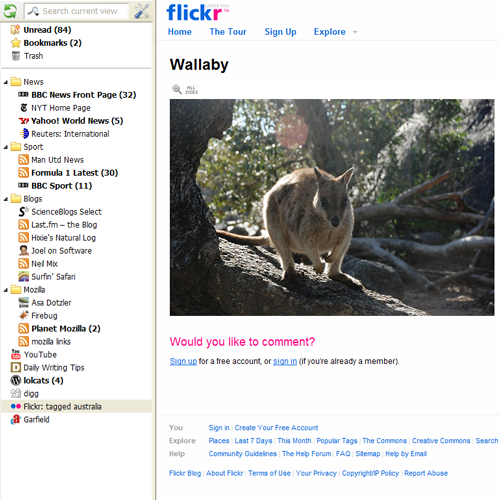 Search current view
Unread (84)
Bookmarks (2)
Trash
News
BBC News Front Page (32)
NYT Home Page
Yahoo! World News (5)
Reuters: International
Sport
Man Utd News
Formula 1 Latest (30)
BBC Sport (11)
Blogs
ScienceBlogs Select
Last.fm – the Blog
Hixie's Natural Log
Joel on Software
Neil Mix
Surfin' Safari
Mozilla
Asa Dotzler
Firebug
Planet Mozilla (2)
mozilla links
YouTube
Daily Writing Tips
lolcats (4)
digg
Flickr: tagged australia
Garfield
flickr
Home The Tour Sign Up Explore
Wallaby
ALL SIZES
Would you like to comment?
Sign up for a free account, or sign in (if you're already a member).
You Sign in | Create Your Free Account
Explore Places | Last 7 Days | This Month | Popular Tags | The Commons | Creative Commons | Search
Help Community Guidelines | The Help Forum | FAQ | Sitemap | Help by Email
Flickr Blog | About Flickr | Terms of Use | Your Privacy | Copyright/IP Policy | Report Abuse